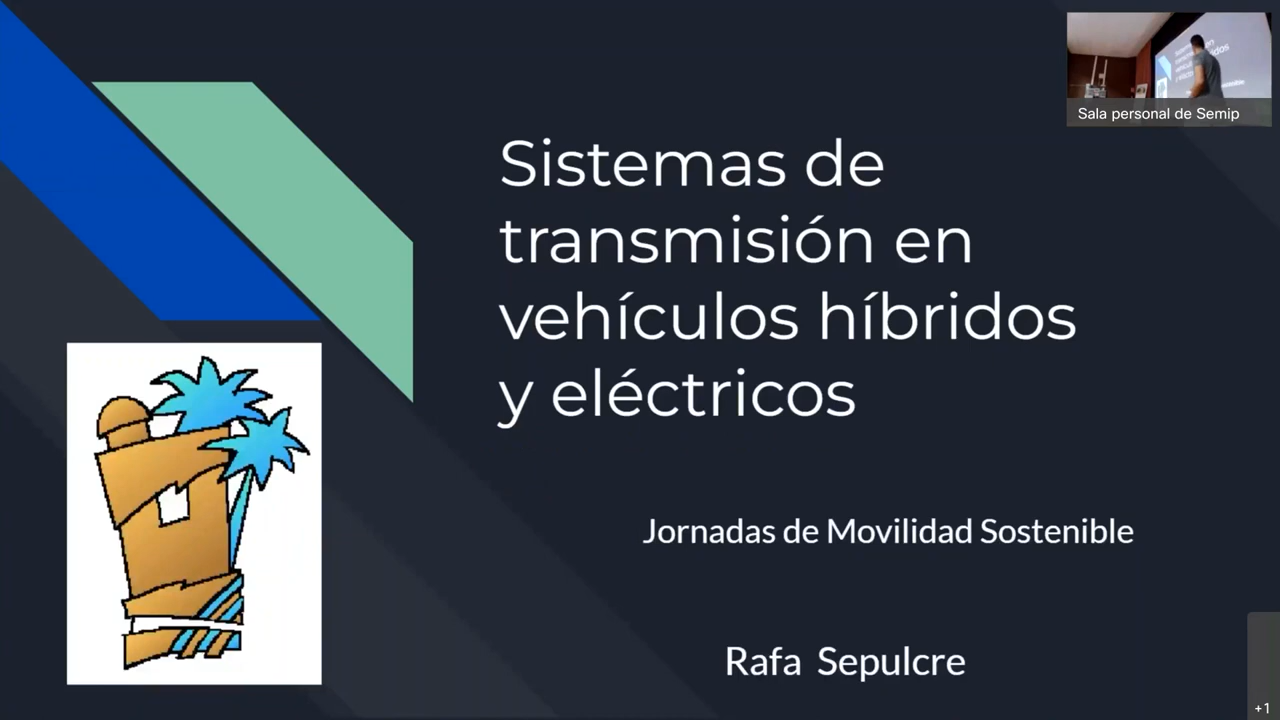 Sala personal de Semip
Sistemas de
transmisión en
vehículos híbridos
y eléctricos
Jornadas de Movilidad Sostenible
Rafa Sepulcre
+1